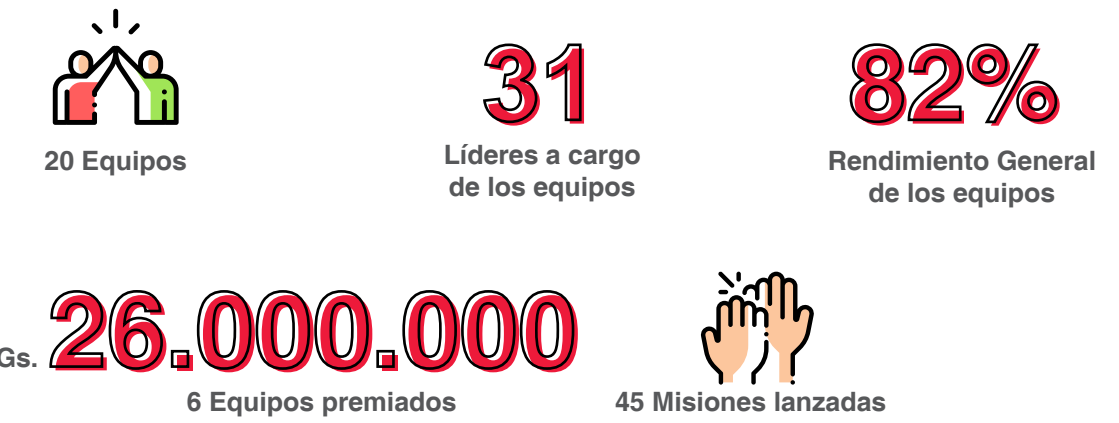 20 Equipos
31
Líderes a cargo
de los equipos
82%
Rendimiento General
de los equipos
Gs. 26.000.000
6 Equipos premiados
45 Misiones lanzadas